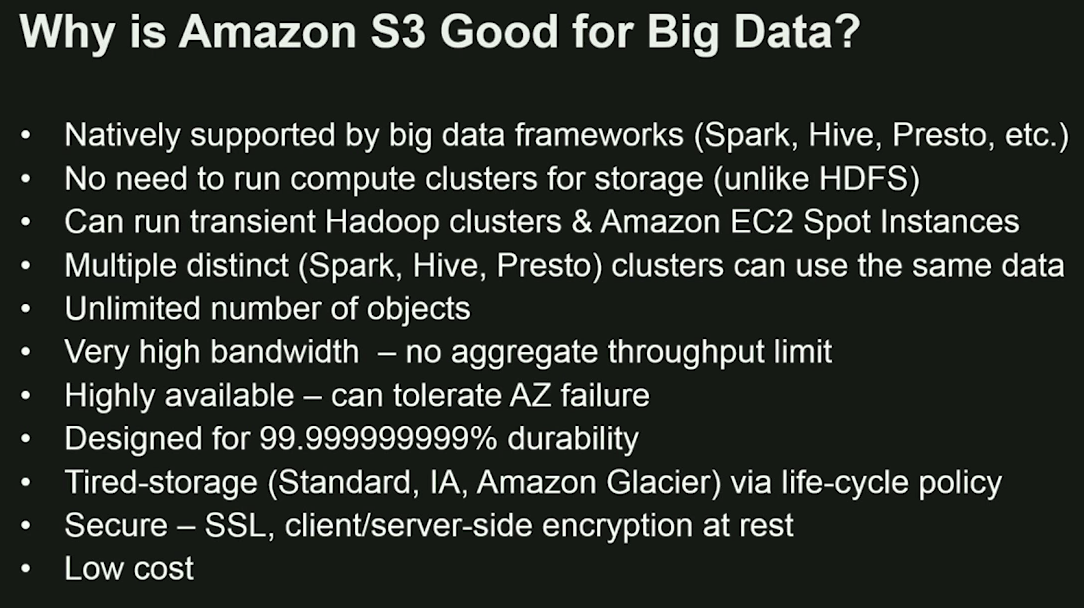 Why is Amazon S3 Good for Big Data?
• Natively supported by big data frameworks (Spark, Hive, Presto, etc.)
• No need to run compute clusters for storage (unlike HDFS)
• Can run transient Hadoop clusters & Amazon EC2 Spot Instances
• Multiple distinct (Spark, Hive, Presto) clusters can use the same data
• Unlimited number of objects
• Very high bandwidth – no aggregate throughput limit
• Highly available – can tolerate AZ failure
• Designed for 99.999999999% durability
• Tired-storage (Standard, IA, Amazon Glacier) via life-cycle policy
• Secure – SSL, client/server-side encryption at rest
• Low cost